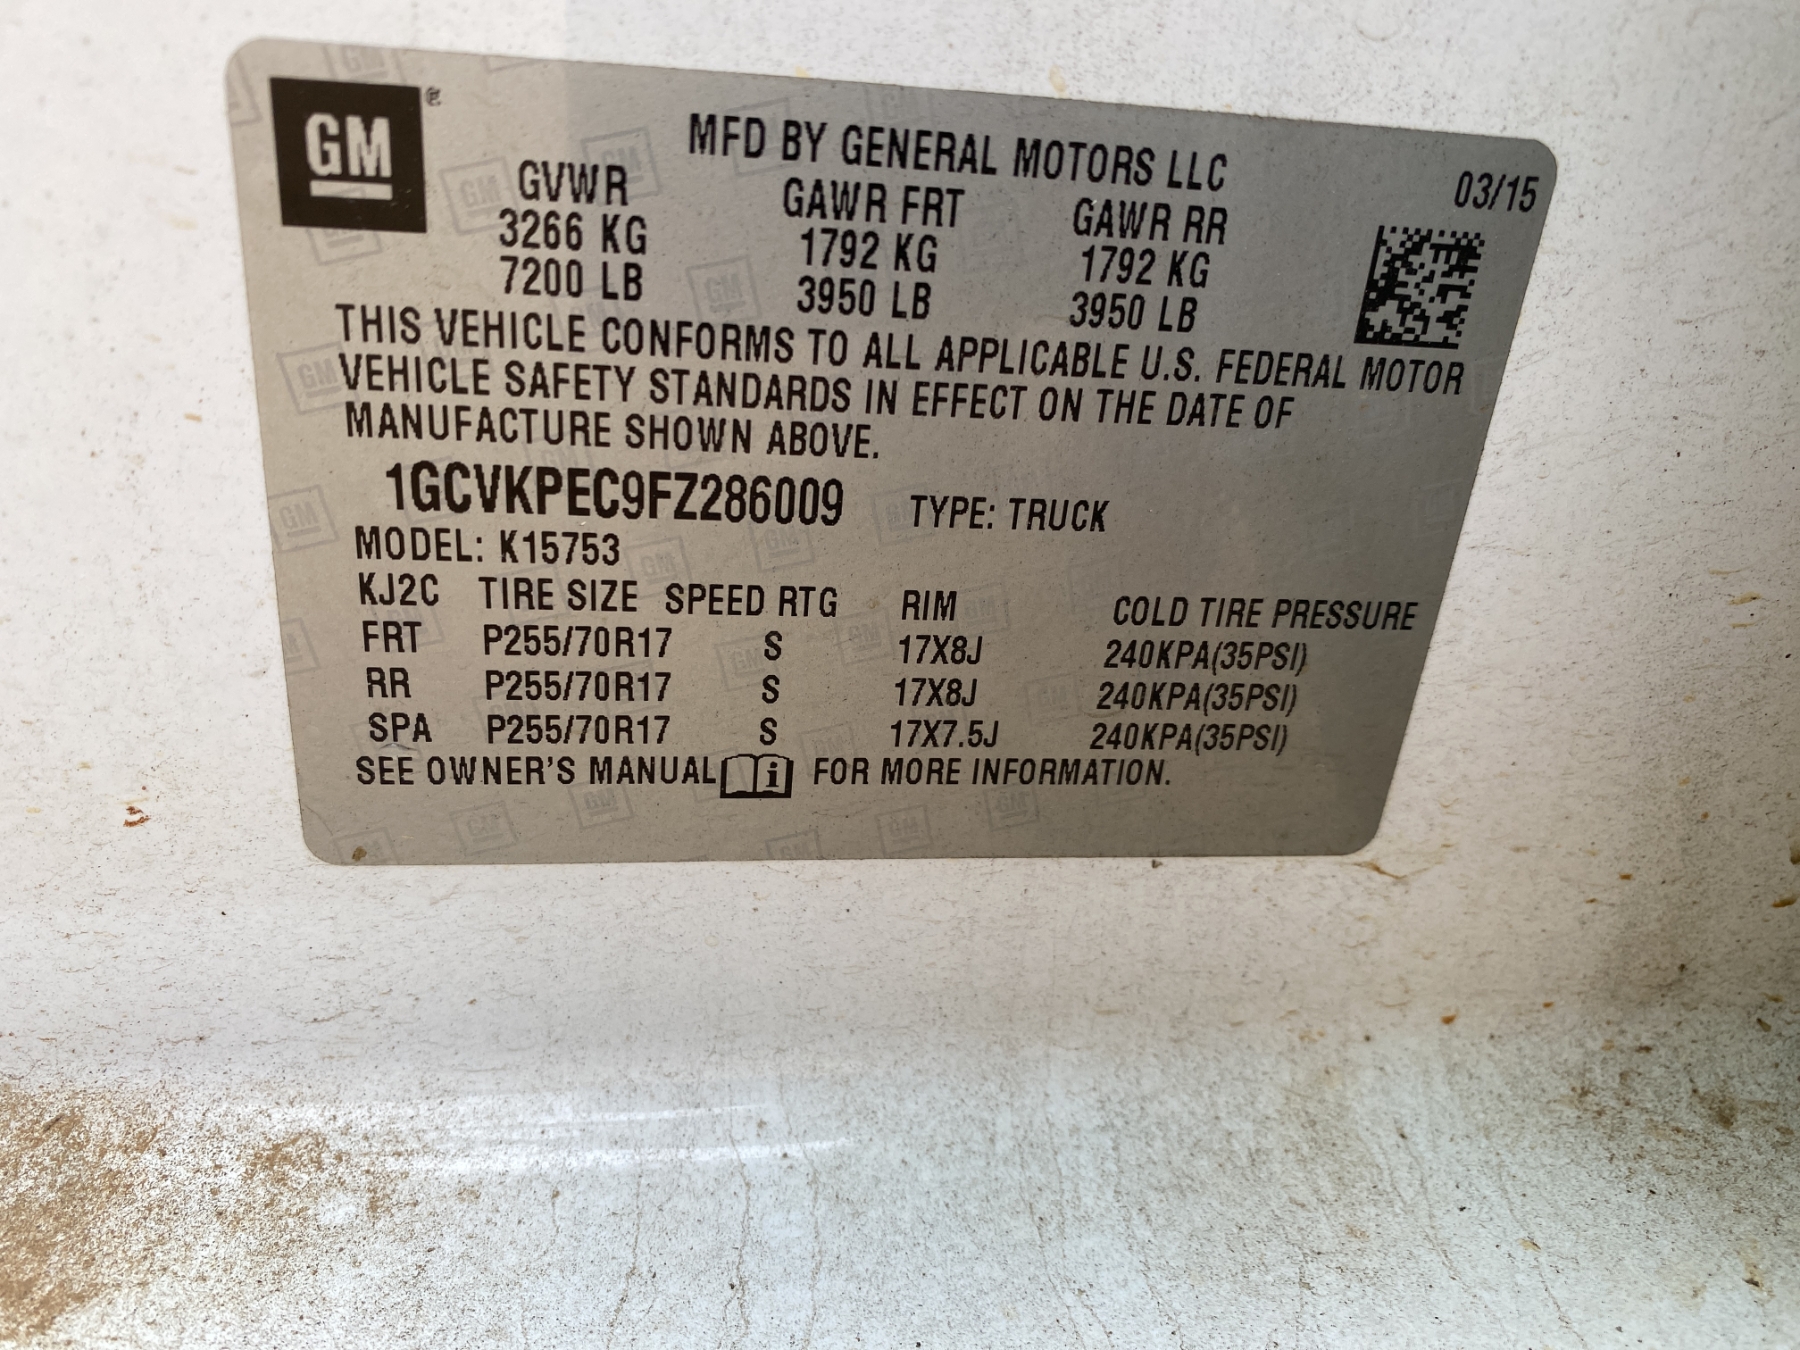 GM
MFD BY GENERAL MOTORS LLC
03/15
GVWR GAWR FRT GAWR RR
3266 KG 1792 KG 1792 KG
7200 LB 3950 LB 3950 LB
THIS VEHICLE CONFORMS TO ALL APPLICABLE U.S. FEDERAL MOTOR
VEHICLE SAFETY STANDARDS IN EFFECT ON THE DATE OF
MANUFACTURE SHOWN ABOVE.
1GCVKPEC9FZ286009 TYPE: TRUCK
MODEL: K15753
KJ2C TIRE SIZE SPEED RTG RIM COLD TIRE PRESSURE
FRT P255/70R17 S 17X8J 240KPA(35PSI)
RR P255/70R17 S 17X8J 240KPA(35PSI)
SPA P255/70R17 S 17X7.5J 240KPA(35PSI)
SEE OWNER'S MANUAL i FOR MORE INFORMATION.